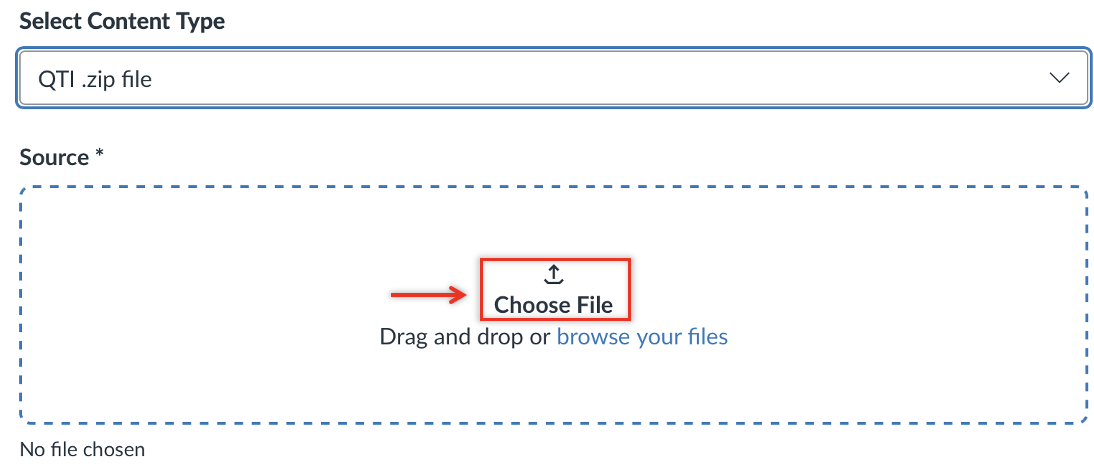 Select Content Type
QTI .zip file
Source *
Choose File
Drag and drop or browse your files
No file chosen